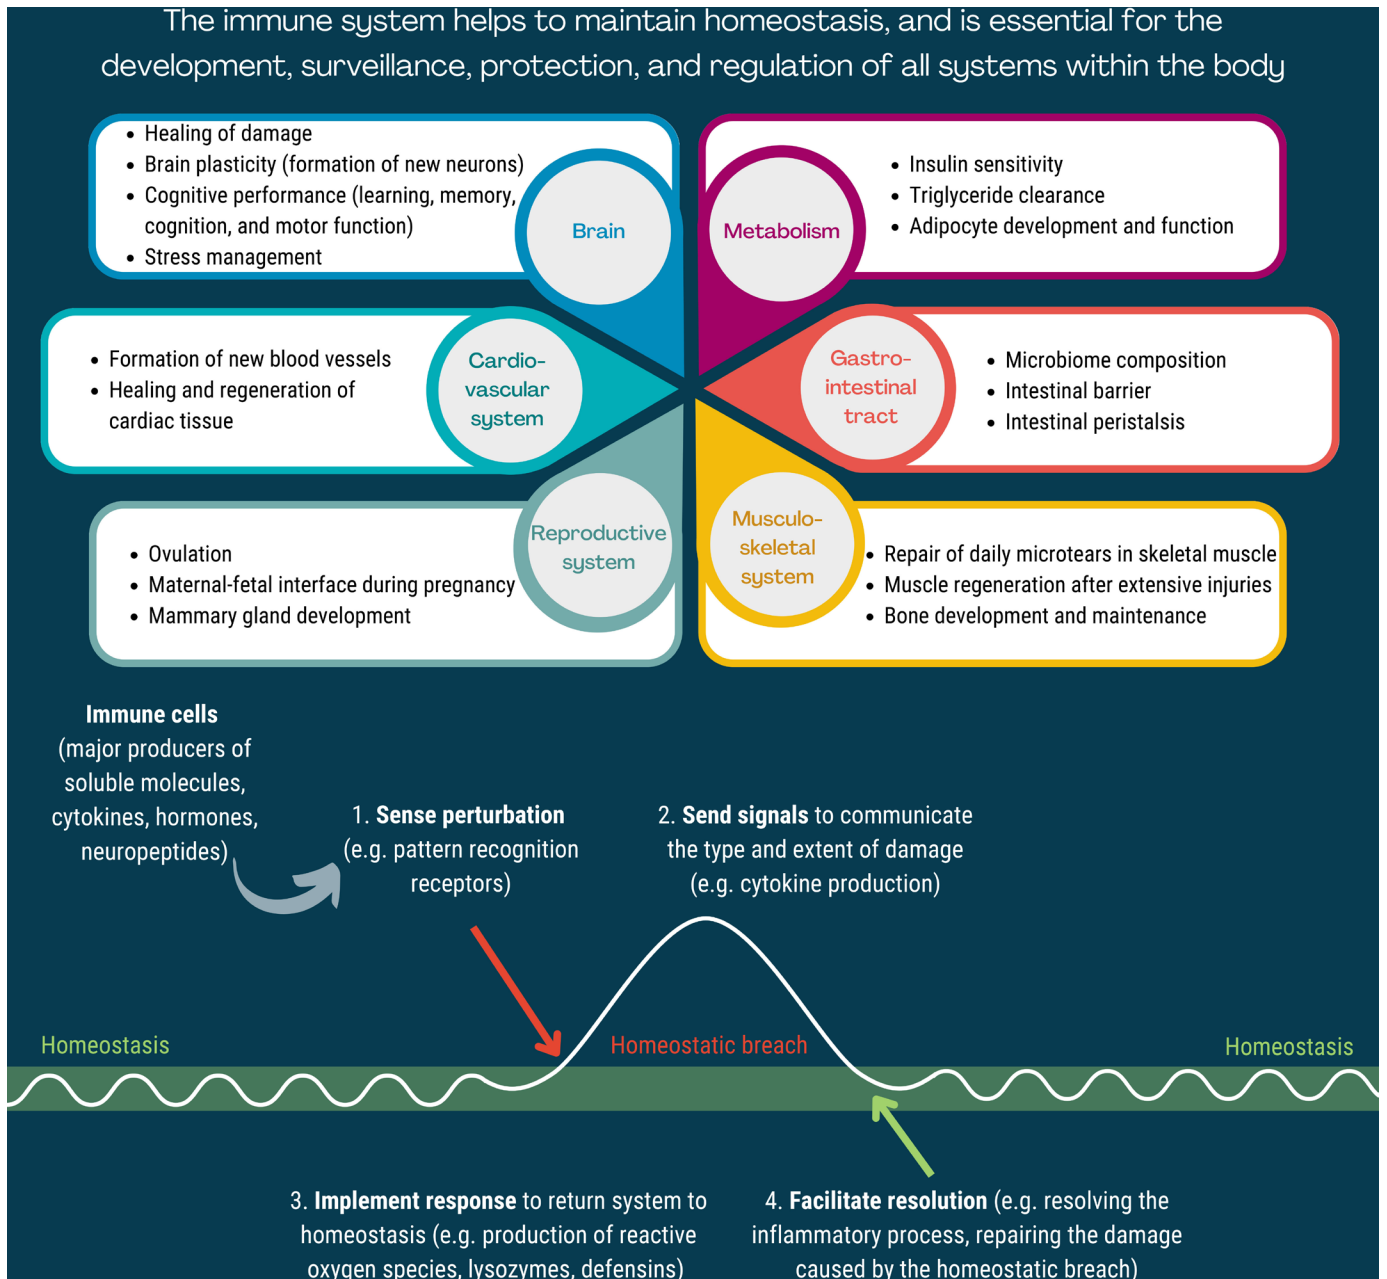 The immune system helps to maintain homeostasis, and is essential for the
development, surveillance, protection, and regulation of all systems within the body
• Healing of damage
• Brain plasticity (formation of new neurons)
• Cognitive performance (learning, memory,
cognition, and motor function)
• Stress management
Brain
Metabolism
• Insulin sensitivity
• Triglyceride clearance
• Adipocyte development and function
• Formation of new blood vessels
• Healing and regeneration of
cardiac tissue
Cardio-
vascular
system
Gastro-
intestinal
tract
• Microbiome composition
• Intestinal barrier
• Intestinal peristalsis
• Ovulation
• Maternal-fetal interface during pregnancy
• Mammary gland development
Reproductive
system
Musculo-
skeletal
system
• Repair of daily microtears in skeletal muscle
• Muscle regeneration after extensive injuries
• Bone development and maintenance
Immune cells
(major producers of
soluble molecules,
cytokines, hormones,
neuropeptides)
1. Sense perturbation
(e.g. pattern recognition
receptors)
2. Send signals to communicate
the type and extent of damage
(e.g. cytokine production)
Homeostasis
Homeostatic breach
Homeostasis
3. Implement response to return system to
homeostasis (e.g. production of reactive
oxygen species, lysozymes, defensins)
4. Facilitate resolution (e.g. resolving the
inflammatory process, repairing the damage
caused by the homeostatic breach)